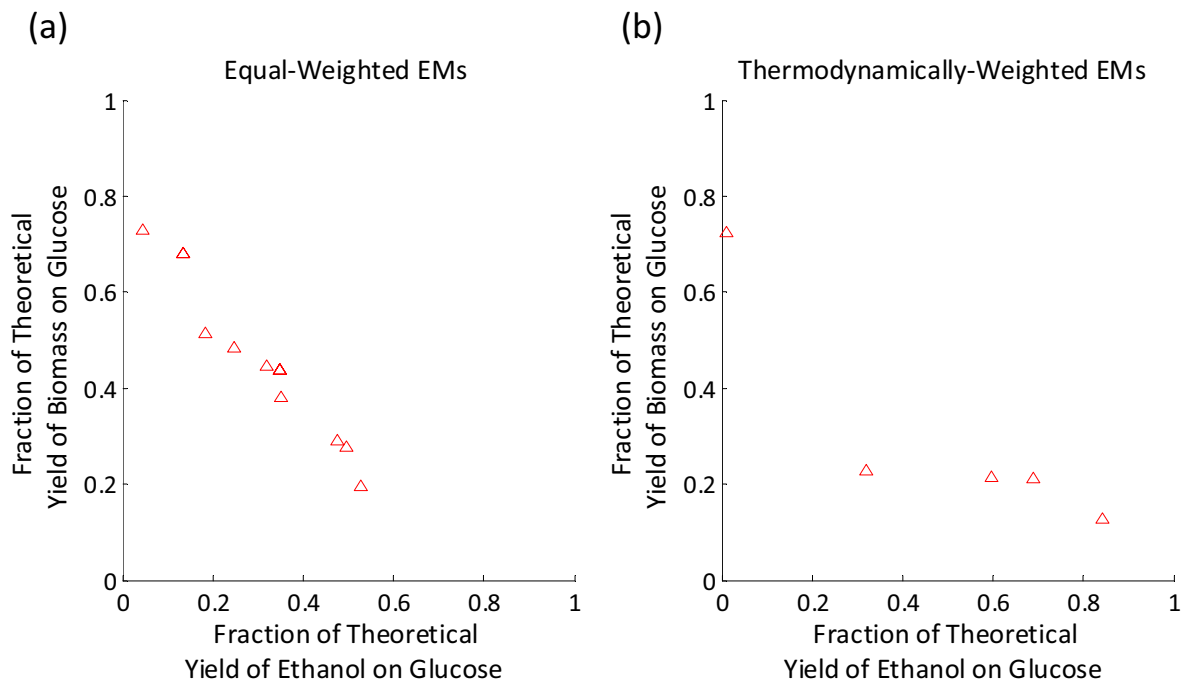 (a)
Equal-Weighted EMs
Fraction of Theoretical
Yield of Biomass on Glucose
1
0.8
0.6
0.4
0.2
0
0
0.2
0.4
0.6
0.8
1
Fraction of Theoretical
Yield of Ethanol on Glucose
(b)
Thermodynamically-Weighted EMs
Fraction of Theoretical
Yield of Biomass on Glucose
1
0.8
0.6
0.4
0.2
0
0
0.2
0.4
0.6
0.8
1
Fraction of Theoretical
Yield of Ethanol on Glucose